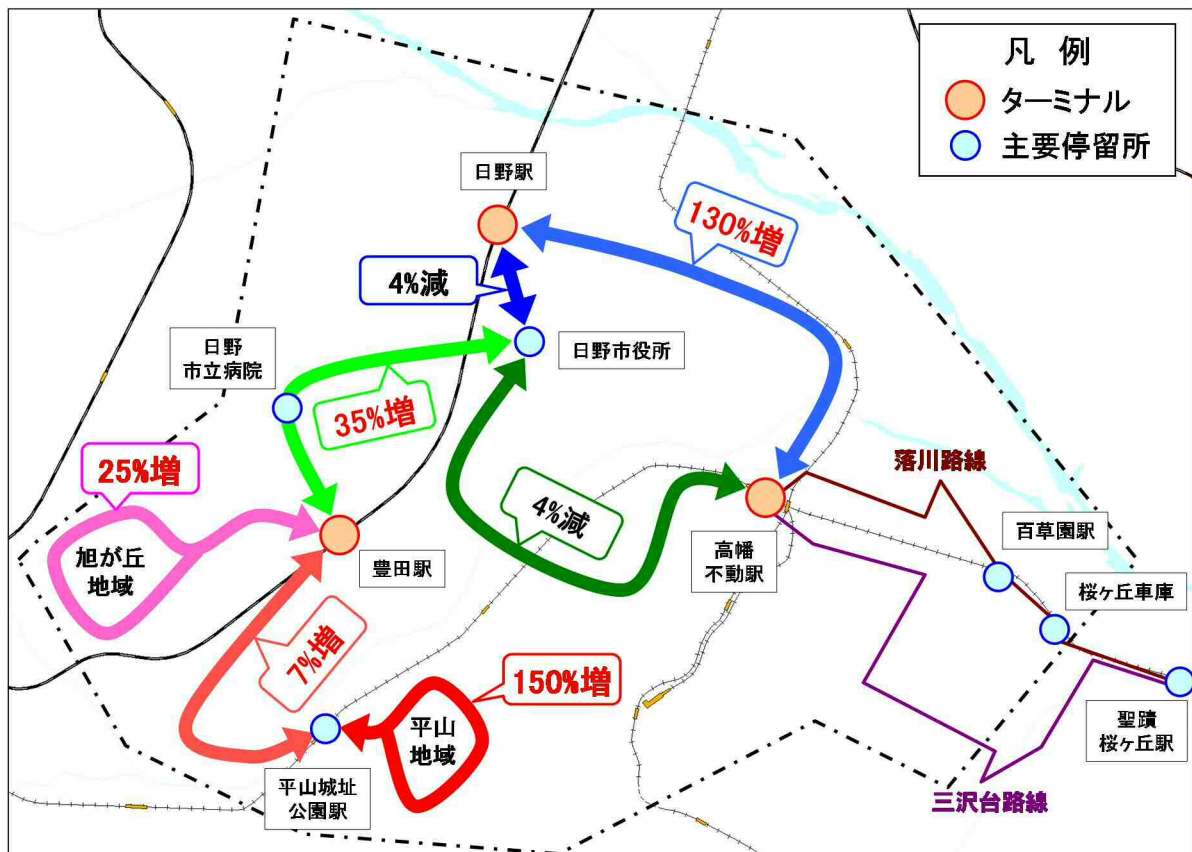 凡 例
ターミナル
主要停留所
日野駅
130%増
4%減
日野
市立病院
日野市役所
35%増
25%増
落川路線
旭が丘
地域
豊田駅
4%減
高幡
不動駅
百草園駅
桜ヶ丘車庫
7%増
150%増
平山
地域
聖蹟
桜ヶ丘駅
平山城址
公園駅
三沢台路線